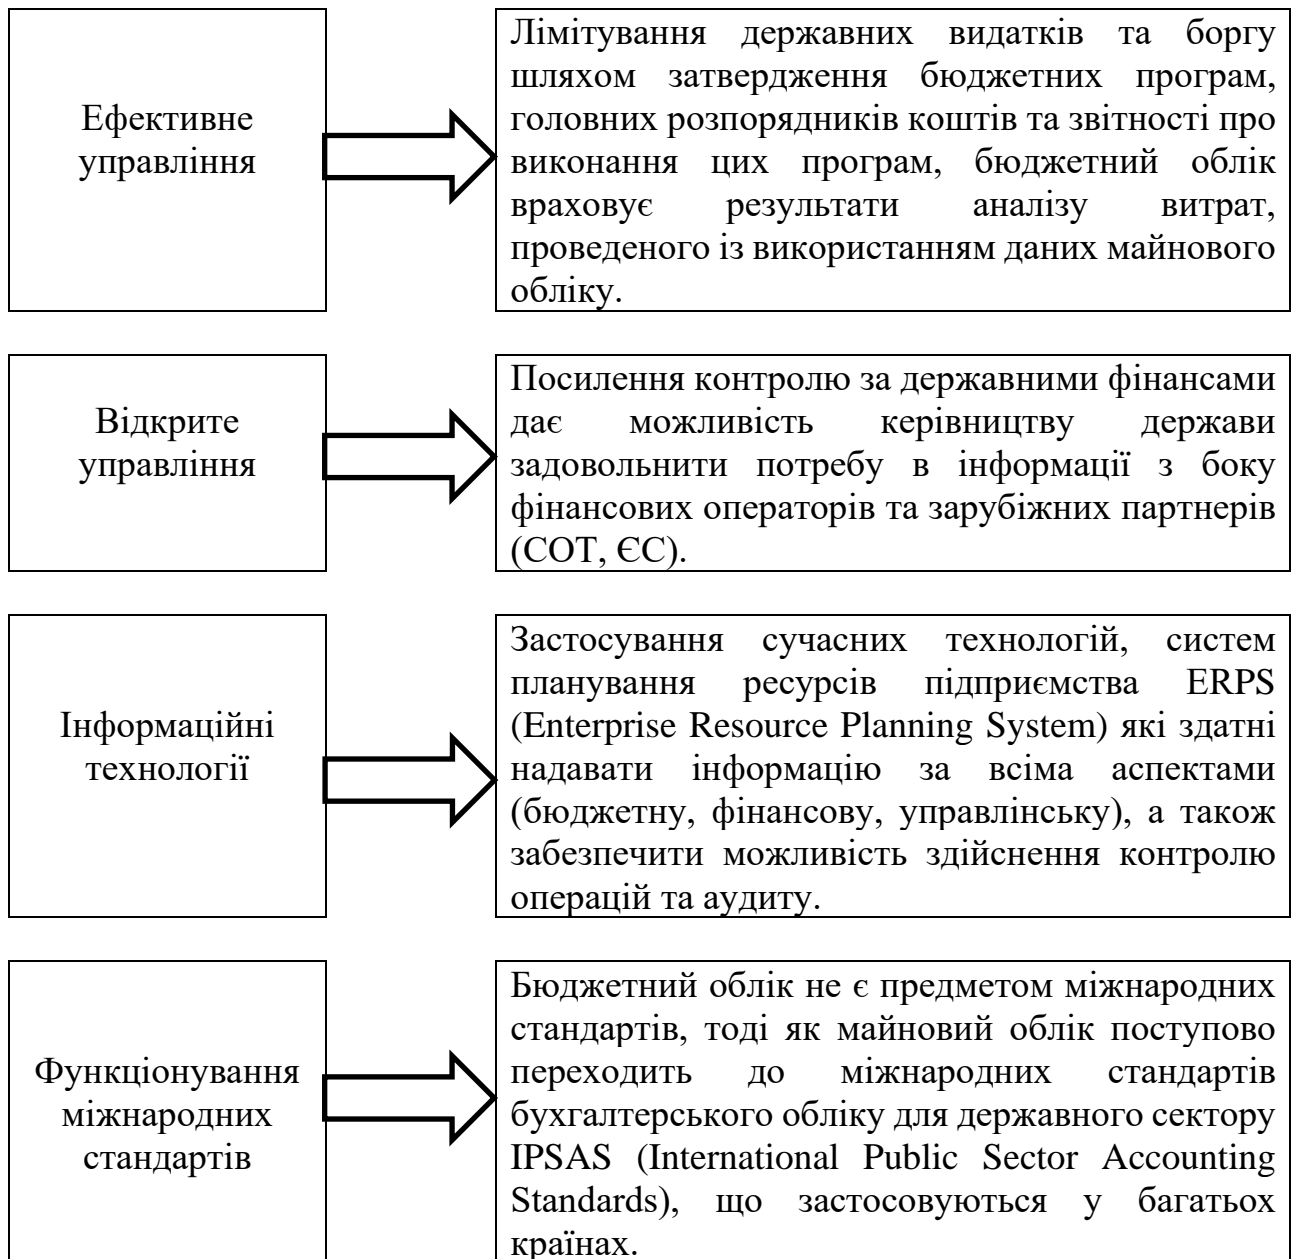 Ефективне
управління
Лімітування державних видатків та боргу
шляхом затвердження бюджетних програм,
головних розпорядників коштів та звітності про
виконання цих програм, бюджетний облік
враховує результати аналізу витрат,
проведеного із використанням даних майнового
обліку.
Відкрите
управління
Посилення контролю за державними фінансами
дає можливість керівництву держави
задовольнити потребу в інформації з боку
фінансових операторів та зарубіжних партнерів
(СОТ, ЄС).
Інформаційні
технології
Застосування сучасних технологій, систем
планування ресурсів підприємства ERPS
(Enterprise Resource Planning System) які здатні
надавати інформацію за всіма аспектами
(бюджетну, фінансову, управлінську), а також
забезпечити можливість здійснення контролю
операцій та аудиту.
Функціонування
міжнародних
стандартів
Бюджетний облік не є предметом міжнародних
стандартів, тоді як майновий облік поступово
переходить до міжнародних стандартів
бухгалтерського обліку для державного сектору
IPSAS (International Public Sector Accounting
Standards), що застосовуються у багатьох
країнах.